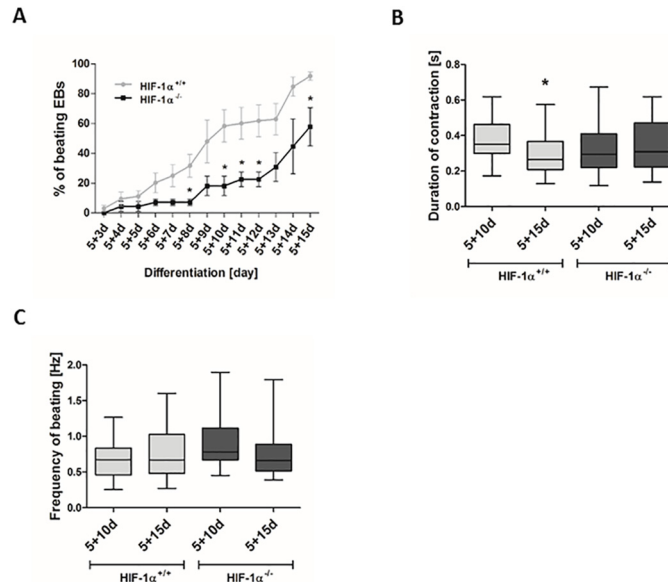 A
% of beating EBs
100
80
60
40
20
0
HIF-1α+/+
HIF-1α-/-
*
*
*
*
*
5+3d
5+4d
5+5d
5+6d
5+7d
5+8d
5+9d
5+10d
5+11d
5+12d
5+13d
5+14d
5+15d
Differentiation [day]
B
Duration of contraction [s]
0.8
0.6
0.4
0.2
0.0
*
5+10d
5+15d
5+10d
5+15d
HIF-1α+/+
HIF-1α-/-
C
Frequency of beating [Hz]
2.0
1.5
1.0
0.5
0.0
5+10d
5+15d
5+10d
5+15d
HIF-1α+/+
HIF-1α-/-